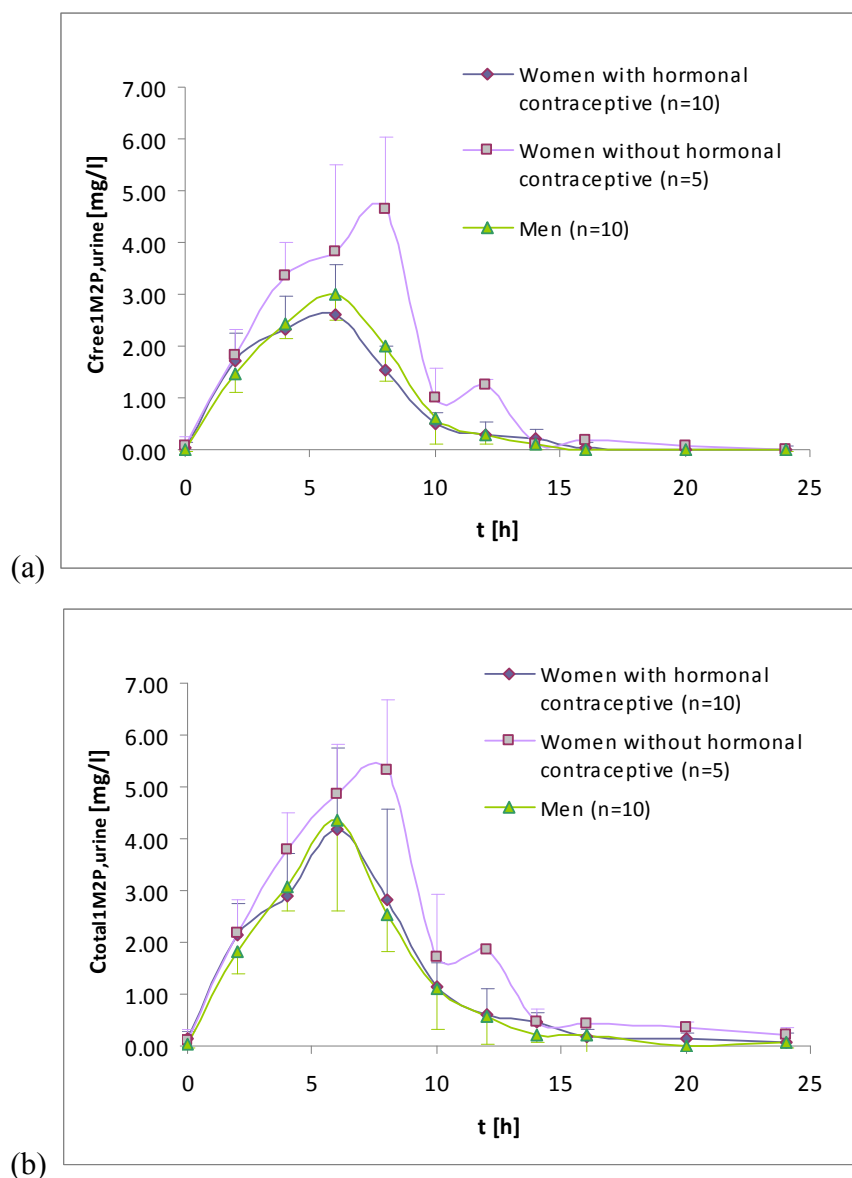 7.00
6.00
5.00
4.00
3.00
2.00
1.00
0.00
Cfree1M2P,urine [mg/l]
Women with hormonal
contraceptive (n=10)
Women without hormonal
contraceptive (n=5)
Men (n=10)
0 5 10 15 20 25
t [h]
(a)
7.00
6.00
5.00
4.00
3.00
2.00
1.00
0.00
Ctotal1M2P,urine [mg/l]
Women with hormonal
contraceptive (n=10)
Women without hormonal
contraceptive (n=5)
Men (n=10)
0 5 10 15 20 25
t [h]
(b)